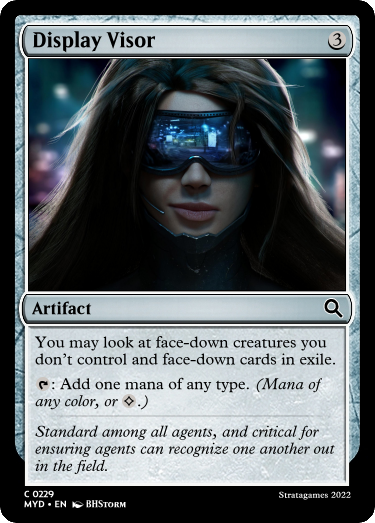 Display Visor 3
Artifact
You may look at face-down creatures you
don't control and face-down cards in exile.
: Add one mana of any type. (Mana of
any color, or .)
Standard among all agents, and critical for
ensuring agents can recognize one another out
in the field.
C 0229
MYD • EN BHStorm
Stratagames 2022